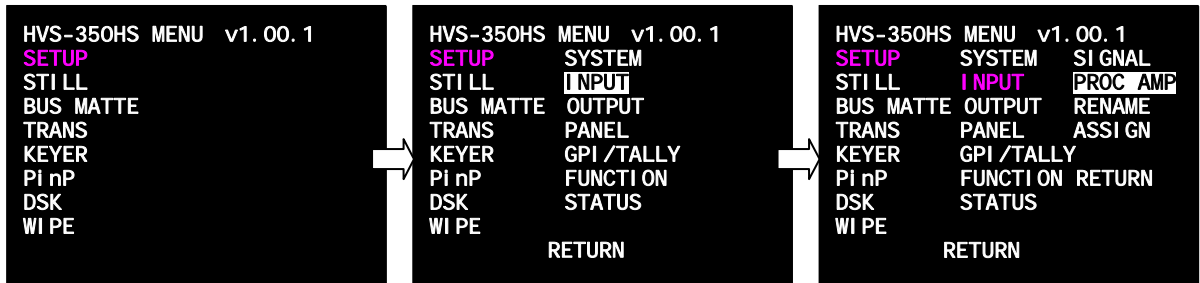 HVS-350HS MENU v1.00.1
SETUP
STILL
BUS MATTE
TRANS
KEYER
PinP
DSK
WIPE
HVS-350HS MENU v1.00.1
SETUP SYSTEM
STILL INPUT
BUS MATTE OUTPUT
TRANS PANEL
KEYER GPI/TALLY
PinP FUNCTION
DSK STATUS
WIPE
RETURN
HVS-350HS MENU v1.00.1
SETUP SYSTEM SIGNAL
STILL INPUT PROC AMP
BUS MATTE OUTPUT RENAME
TRANS PANEL ASSIGN
KEYER GPI/TALLY
PinP FUNCTION RETURN
DSK STATUS
WIPE
RETURN